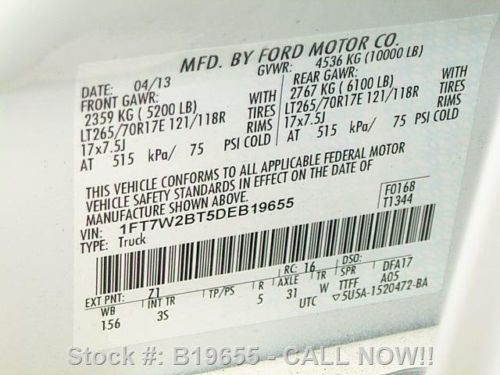 MFD. BY FORD MOTOR CO.
DATE: 04/13 GVWR: 4536 KG (10000 LB)
FRONT GAWR: REAR GAWR:
2359 KG ( 5200 LB) WITH 2767 KG ( 6100 LB) WITH
LT265/70R17E 121/118R TIRES LT265/70R17E 121/118R TIRES
17x7.5J RIMS 17x7.5J RIMS
AT 515 kPa/ 75 PSI COLD AT 515 kPa/ 75 PSI COLD
THIS VEHICLE CONFORMS TO ALL APPLICABLE FEDERAL MOTOR
VEHICLE SAFETY STANDARDS IN EFFECT ON THE DATE OF
MANUFACTURE SHOWN ABOVE.
VIN: 1FT7W2BT5DEB19655 F0168
TYPE: Truck T1344
EXT PNT: Z1 RC: 16 DSO:
WB INT TR TP/PS R AXLE TR SPR DFA17
156 3S 5 31 W TTFF A05
UTC 5U5A-1520472-BA
Stock #: B19655 - CALL NOW!!